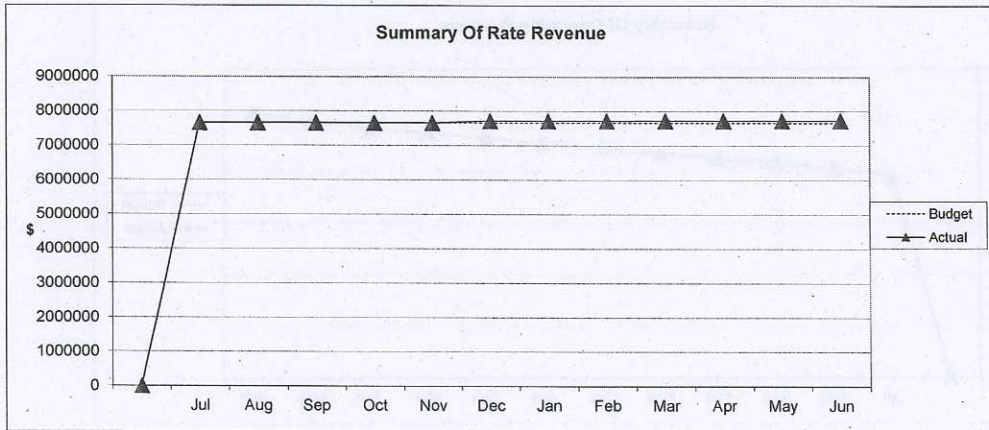 Summary Of Rate Revenue
9000000
8000000
7000000
6000000
5000000
$
4000000
3000000
2000000
1000000
0
Jul Aug Sep Oct Nov Dec Jan Feb Mar Apr May Jun
Budget
Actual